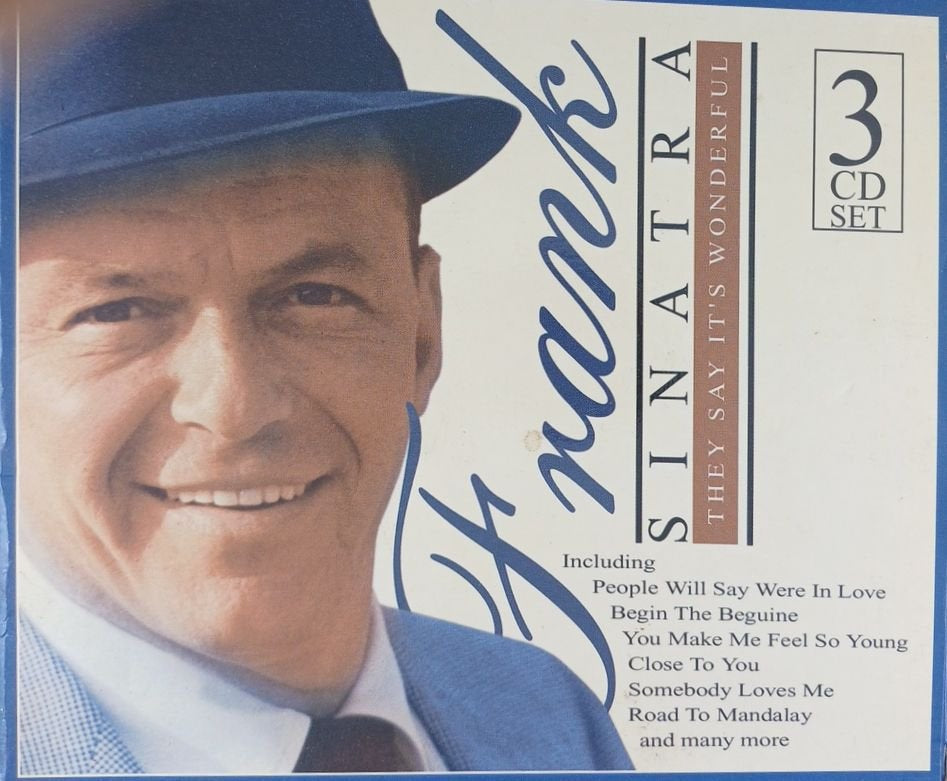 Frank
SINATRA
THEY SAY IT'S WONDERFUL
3
CD
SET
Including
People Will Say Were In Love
Begin The Beguine
You Make Me Feel So Young
Close To You
Somebody Loves Me
Road To Mandalay
and many more